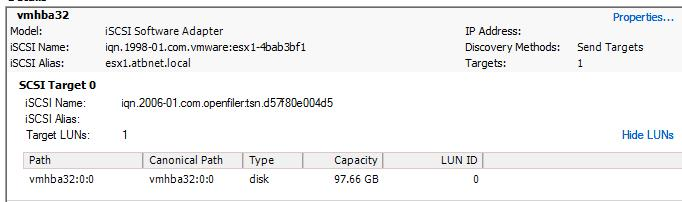 vmhba32 Properties...
Model: iSCSI Software Adapter IP Address:
iSCSI Name: iqn.1998-01.com.vmware:esx1-4bab3bf1 Discovery Methods: Send Targets
iSCSI Alias: esx1.atbnet.local Targets: 1
SCSI Target 0
iSCSI Name: iqn.2006-01.com.openfiler:tsn.d57f80e004d5
iSCSI Alias:
Target LUNs: 1 Hide LUNs
Path Canonical Path Type Capacity LUN ID
vmhba32:0:0 vmhba32:0:0 disk 97.66 GB 0